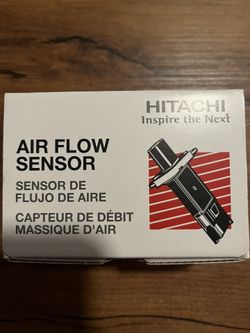 HITACHI
Inspire the Next
AIR FLOW
SENSOR
SENSOR DE
FLUJO DE AIRE
CAPTEUR DE DÉBIT
MASSIQUE D'AIR